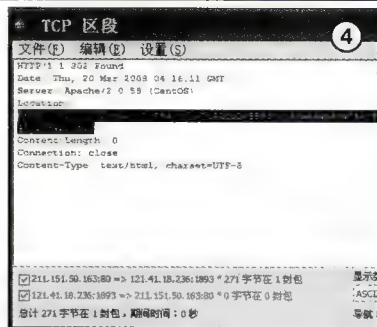 TCP 区段
④
文件(F) 编辑(E) 设置(S)
HTTP/1.1 302 Found
Date Thu, 20 Mar 2008 04 16.11 GMT
Server Apache/2 0 59 (CentOS)
Location
Content Length 0
Connection: close
Content-Type text/html, charset=UTF-8
211.151.50.163:80 => 121.41.18.236:1893 * 271 字节在 1 封包
121.41.18.236:1893 => 211.151.50.163:80 * 0 字节在 0 封包
显示
ASCI
总计 271 字节在 1 封包, 期间时间：0 秒
导航